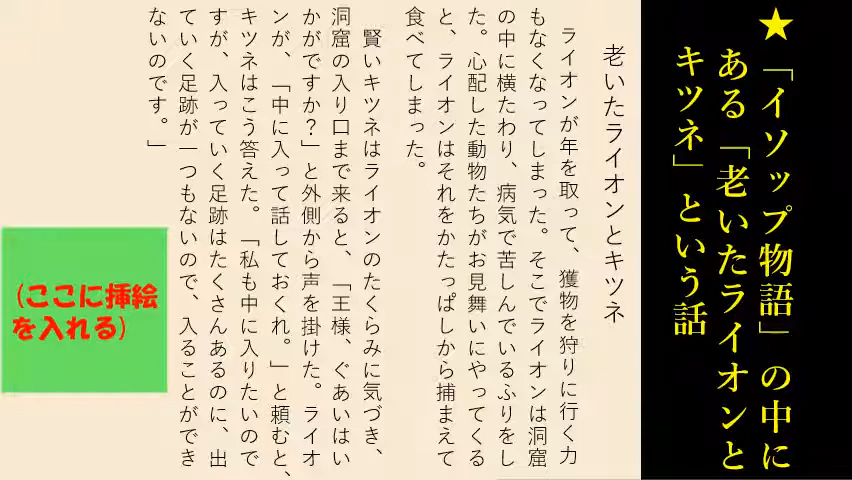 ★「イソップ物語」の中に
ある「老いたライオンと
キツネ」という話
老いたライオンとキツネ
ライオンが年を取って、獲物を狩りに行く力
もなくなってしまった。そこでライオンは洞窟
の中に横たわり、病気で苦しんでいるふりをし
た。心配した動物たちがお見舞いにやってくる
と、ライオンはそれをかたっぱしから捕まえて
食べてしまった。
賢いキツネはライオンのたくらみに気づき、
洞窟の入り口まで来ると、「王様、ぐあいはい
かがですか？」と外側から声を掛けた。ライオ
ンが、「中に入って話しておくれ。」と頼むと、
キツネはこう答えた。「私も中に入りたいので
すが、入っていく足跡はたくさんあるのに、出
ていく足跡が一つもないので、入ることができ
ないのです。」
(ここに挿絵
を入れる)